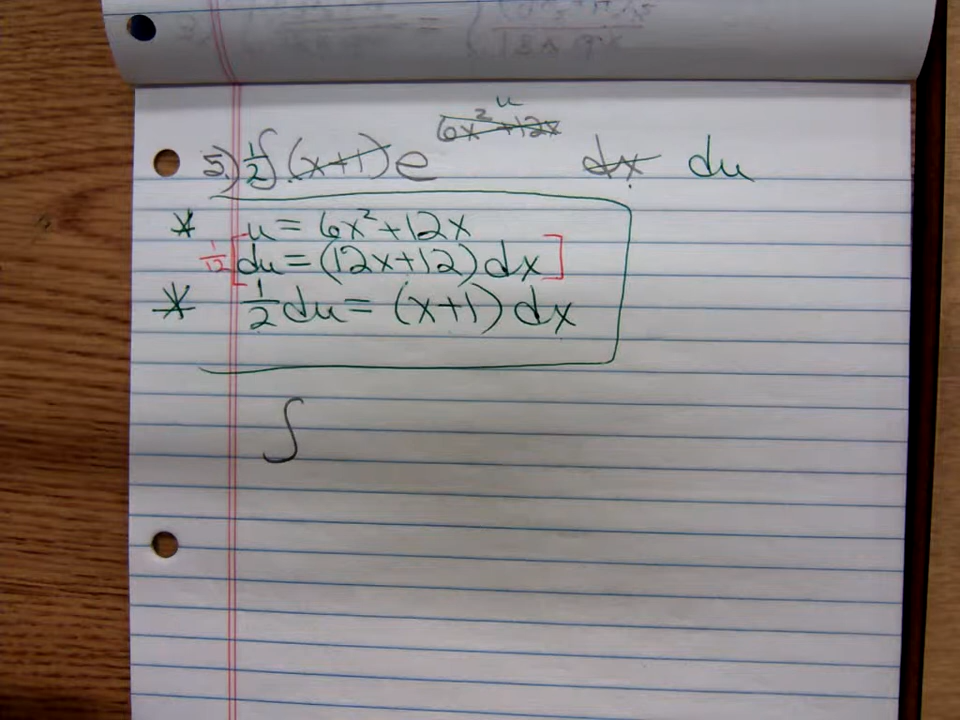 u
6x² + 12x
5.) ½ ∫ (x+1) e dx du
* u = 6x² + 12x
1/12 [du = (12x+12) dx]
* ½ du = (x+1) dx
∫